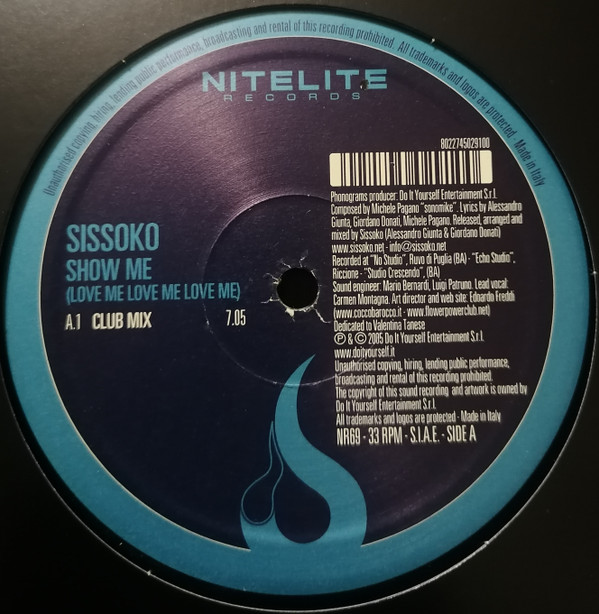 Unauthorised copying, hiring, lending public performance, broadcasting and rental of this recording prohibited. All trademarks and logos are protected · Made in Italy
NITELITE
RECORDS
8022745029100
SISSOKO
SHOW ME
(LOVE ME LOVE ME LOVE ME)
A.1 CLUB MIX 7.05
Phonograms producer: Do It Yourself Entertainment S.r.l.
Composed by Michele Pagano "sonomike". Lyrics by Alessandro
Giunta, Giordano Donati, Michele Pagano. Released, arranged and
mixed by Sissoko (Alessandro Giunta & Giordano Donati)
www.sissoko.net - info@sissoko.net
Recorded at "No Studio", Ruvo di Puglia (BA) - "Echo Studio",
Riccione - "Studio Crescendo", (BA)
Sound engineer: Mario Bernardi, Luigi Patruno. Lead vocal:
Carmen Montagna. Art director and web site: Edoardo Freddi
(www.coccobarocco.it - www.flowerpowerclub.net)
Dedicated to Valentina Tanese
Ⓟ & © 2005 Do It Yourself Entertainment S.r.l.
www.doityourself.it
Unauthorised copying, hiring, lending public performance,
broadcasting and rental of this recording prohibited.
The copyright of this sound recording and artwork is owned by
Do It Yourself Entertainment S.r.l.
All trademarks and logos are protected · Made in Italy
NR69 - 33 RPM - S.I.A.E. - SIDE A